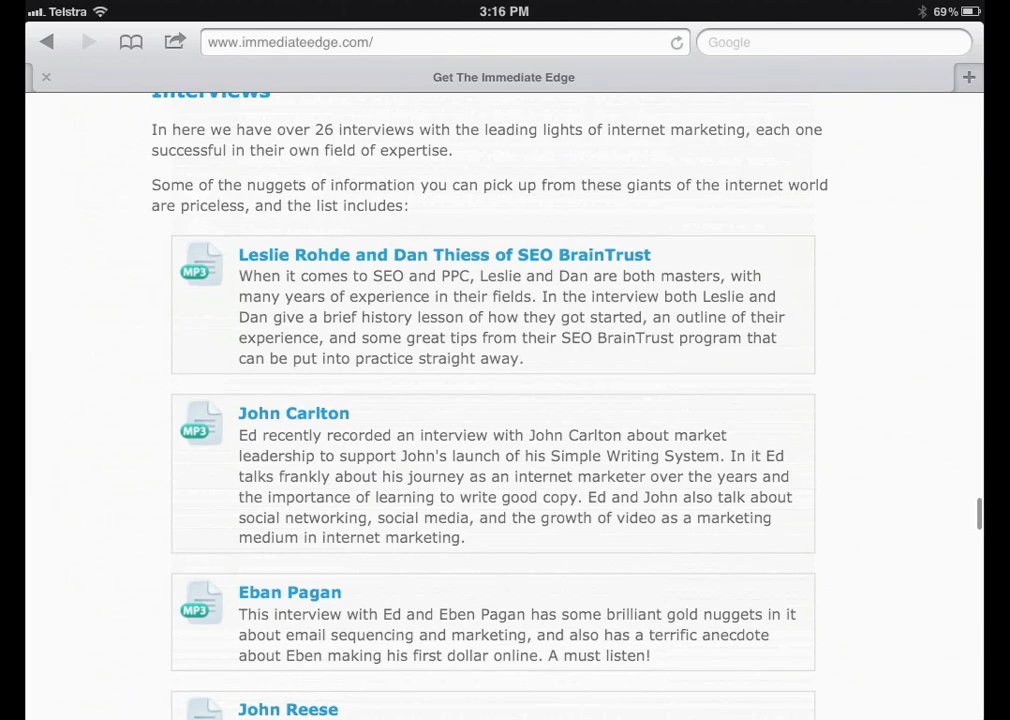 Telstra
3:16 PM
69%
www.immediateedge.com/
Google
Get The Immediate Edge
Interviews
In here we have over 26 interviews with the leading lights of internet marketing, each one
successful in their own field of expertise.
Some of the nuggets of information you can pick up from these giants of the internet world
are priceless, and the list includes:
MP3
Leslie Rohde and Dan Thiess of SEO BrainTrust
When it comes to SEO and PPC, Leslie and Dan are both masters, with
many years of experience in their fields. In the interview both Leslie and
Dan give a brief history lesson of how they got started, an outline of their
experience, and some great tips from their SEO BrainTrust program that
can be put into practice straight away.
MP3
John Carlton
Ed recently recorded an interview with John Carlton about market
leadership to support John's launch of his Simple Writing System. In it Ed
talks frankly about his journey as an internet marketer over the years and
the importance of learning to write good copy. Ed and John also talk about
social networking, social media, and the growth of video as a marketing
medium in internet marketing.
MP3
Eban Pagan
This interview with Ed and Eben Pagan has some brilliant gold nuggets in it
about email sequencing and marketing, and also has a terrific anecdote
about Eben making his first dollar online. A must listen!
John Reese